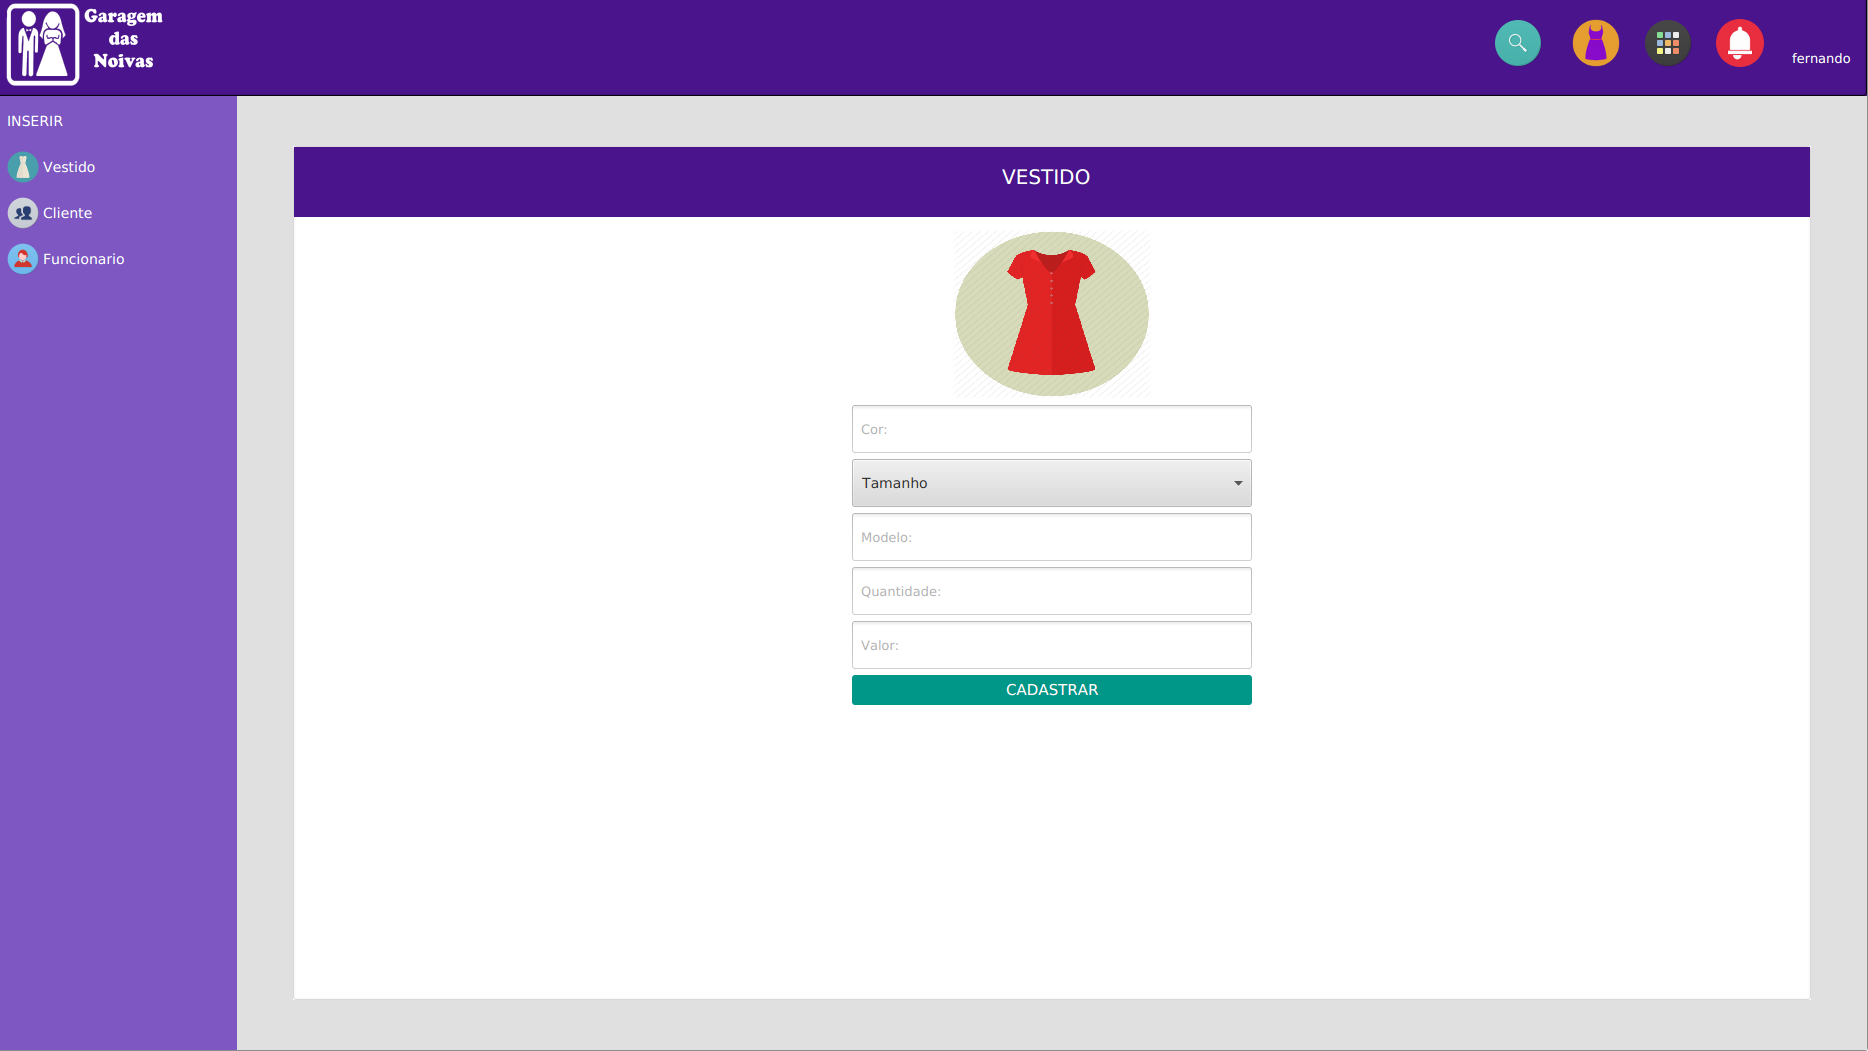 Garagem
das
Noivas
fernando
INSERIR
Vestido
Cliente
Funcionario
VESTIDO
Cor:
Tamanho
Modelo:
Quantidade:
Valor:
CADASTRAR